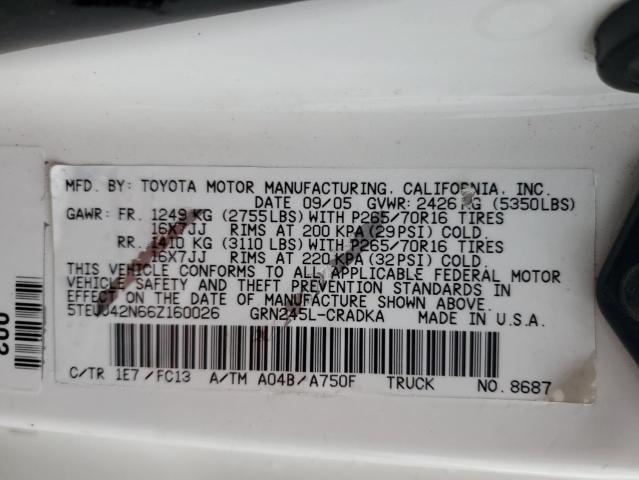 MFD. BY: TOYOTA MOTOR MANUFACTURING, CALIFORNIA, INC.
DATE 09/05 GVWR: 2426 KG (5350LBS)
GAWR: FR. 1249 KG (2755LBS) WITH P265/70R16 TIRES
16X7JJ RIMS AT 200 KPA (29PSI) COLD.
RR. 1410 KG (3110LBS) WITH P265/70R16 TIRES
16X7JJ RIMS AT 220 KPA (32PSI) COLD.
THIS VEHICLE CONFORMS TO ALL APPLICABLE FEDERAL MOTOR
VEHICLE SAFETY AND THEFT PREVENTION STANDARDS IN
EFFECT ON THE DATE OF MANUFACTURE SHOWN ABOVE.
5TEUU42N66Z160026 GRN245L-CRADKA MADE IN U.S.A.
C/TR 1E7/FC13 A/TM A04B/A750F TRUCK NO. 8687